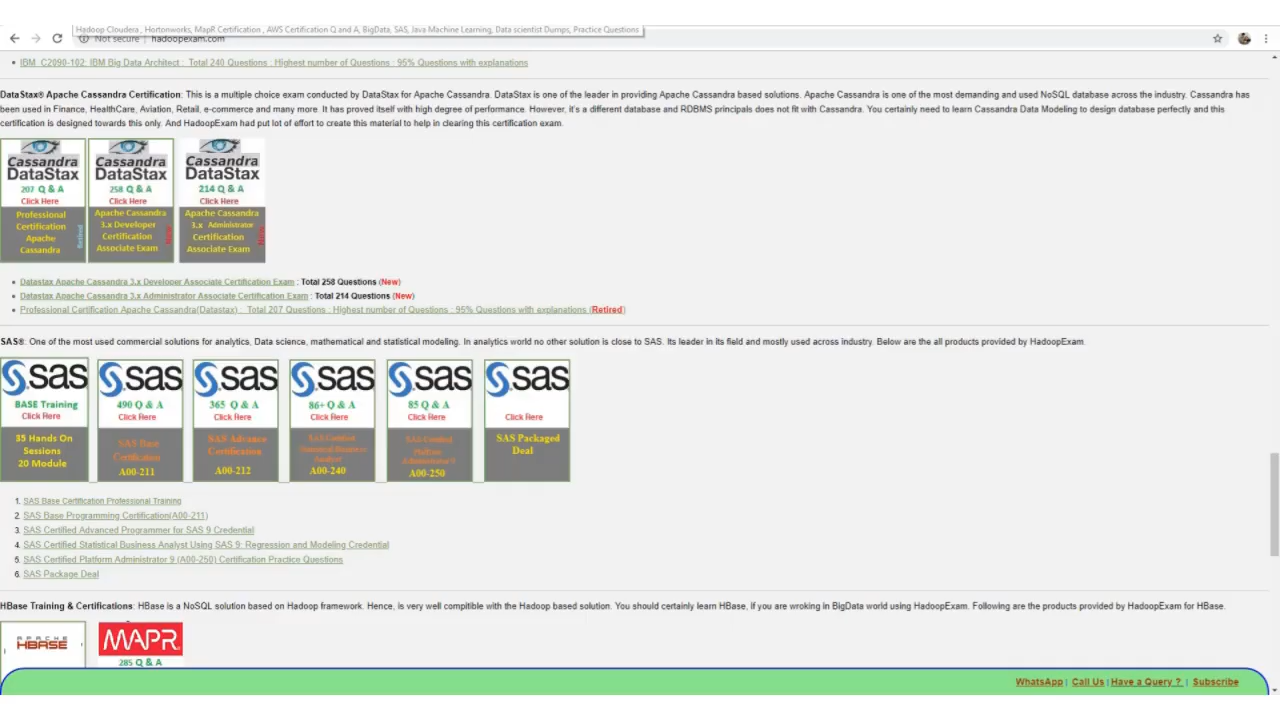 Hadoop Cloudera , Hortonworks, MapR Certification , AWS Certification Q and A, BigData, SAS, Java Machine Learning, Data scientist Dumps, Practice Questions
Not secure | hadoopexam.com
IBM C2090-102: IBM Big Data Architect : Total 240 Questions : Highest number of Questions : 95% Questions with explanations
DataStax® Apache Cassandra Certification: This is a multiple choice exam conducted by DataStax for Apache Cassandra. DataStax is one of the leader in providing Apache Cassandra based solutions. Apache Cassandra is one of the most demanding and used NoSQL database across the industry. Cassandra has
been used in Finance, HealthCare, Aviation, Retail, e-commerce and many more. It has proved itself with high degree of performance. However, it's a different database and RDBMS principals does not fit with Cassandra. You certainly need to learn Cassandra Data Modeling to design database perfectly and this
certification is designed towards this only. And HadoopExam had put lot of effort to create this material to help in clearing this certification exam.
Cassandra
DataStax
207 Q & A
Click Here
Professional
Certification
Apache
Cassandra
Retired
Cassandra
DataStax
258 Q & A
Click Here
Apache Cassandra
3.x Developer
Certification
Associate Exam
New
Cassandra
DataStax
214 Q & A
Click Here
Apache Cassandra
3.x Administrator
Certification
Associate Exam
New
Datastax Apache Cassandra 3.x Developer Associate Certification Exam : Total 258 Questions (New)
Datastax Apache Cassandra 3.x Administrator Associate Certification Exam : Total 214 Questions (New)
Professional Certification Apache Cassandra(Datastax) : Total 207 Questions : Highest number of Questions : 95% Questions with explanations (Retired)
SAS®: One of the most used commercial solutions for analytics, Data science, mathematical and statistical modeling. In analytics world no other solution is close to SAS. Its leader in its field and mostly used across industry. Below are the all products provided by HadoopExam.
sas
BASE Training
Click Here
35 Hands On
Sessions
20 Module
sas
490 Q & A
Click Here
SAS Base
Certification
A00-211
sas
365 Q & A
Click Here
SAS Advance
Certification
A00-212
sas
86+ Q & A
Click Here
SAS Certified
Statistical Business
Analyst
A00-240
sas
85 Q & A
Click Here
SAS Certified
Platform
Administrator 9
A00-250
sas
Click Here
SAS Packaged
Deal
1. SAS Base Certification Professional Training
2. SAS Base Programming Certification(A00-211)
3. SAS Certified Advanced Programmer for SAS 9 Credential
4. SAS Certified Statistical Business Analyst Using SAS 9: Regression and Modeling Credential
5. SAS Certified Platform Administrator 9 (A00-250) Certification Practice Questions
6. SAS Package Deal
HBase Training & Certifications: HBase is a NoSQL solution based on Hadoop framework. Hence, is very well compitible with the Hadoop based solution. You should certainly learn HBase, if you are wroking in BigData world using HadoopExam. Following are the products provided by HadoopExam for HBase.
APACHE
HBASE
MAPR
285 Q & A
WhatsApp | Call Us | Have a Query ? | Subscribe